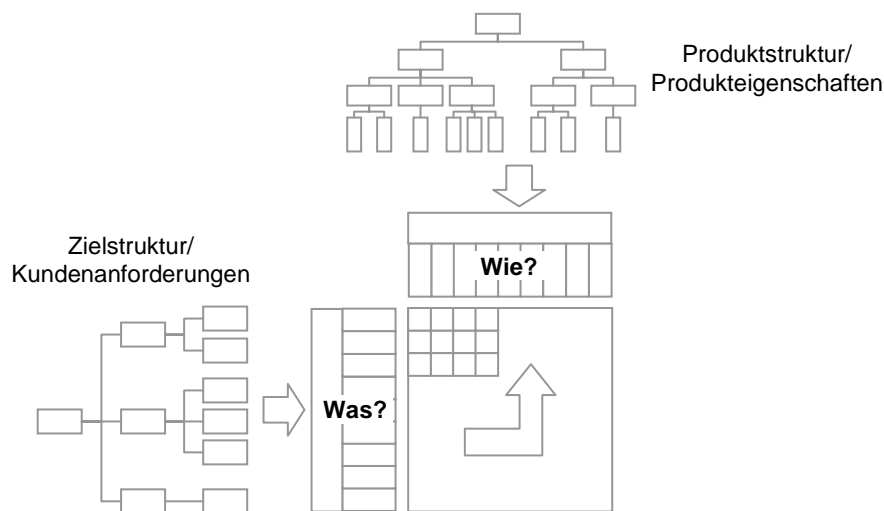 Produktstruktur/
Produkteigenschaften
Zielstruktur/
Kundenanforderungen
Wie?
Was?